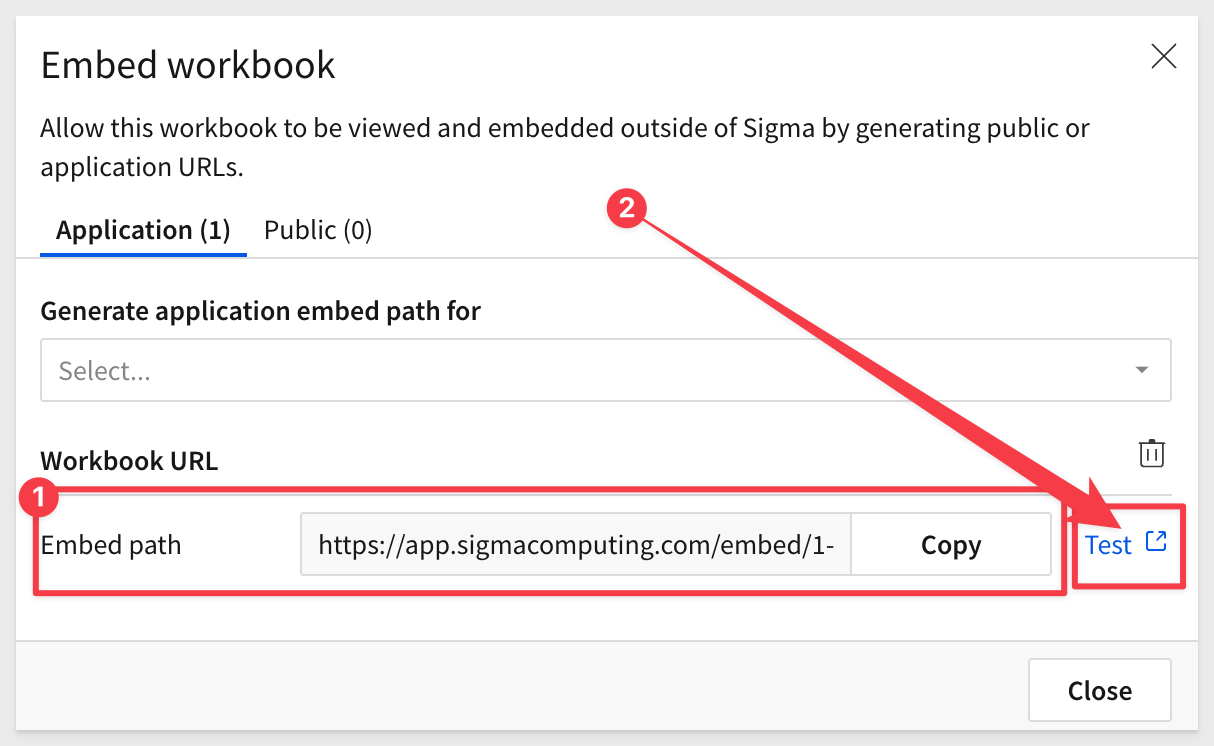 Embed workbook
Allow this workbook to be viewed and embedded outside of Sigma by generating public or
application URLs.
2
Application (1) Public (0)
Generate application embed path for
Select...
Workbook URL
1
Embed path https://app.sigmacomputing.com/embed/1- Copy Test
Close